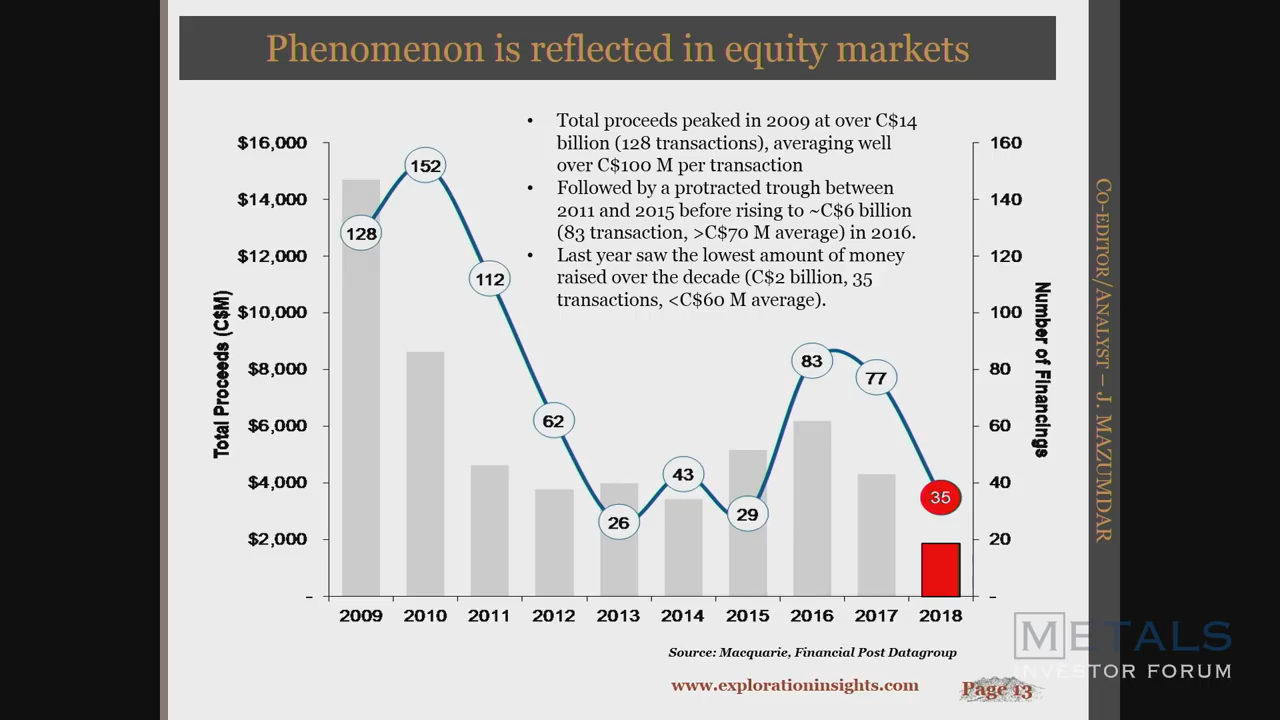 Phenomenon is reflected in equity markets
• Total proceeds peaked in 2009 at over C$14
billion (128 transactions), averaging well
over C$100 M per transaction
• Followed by a protracted trough between
2011 and 2015 before rising to ~C$6 billion
(83 transaction, >C$70 M average) in 2016.
• Last year saw the lowest amount of money
raised over the decade (C$2 billion, 35
transactions, <C$60 M average).
Total Proceeds (C$M)
$16,000
$14,000
$12,000
$10,000
$8,000
$6,000
$4,000
$2,000
–
128
152
112
62
26
43
29
83
77
35
160
140
120
100
80
60
40
20
–
Number of Financings
2009 2010 2011 2012 2013 2014 2015 2016 2017 2018
Source: Macquarie, Financial Post Datagroup
www.explorationinsights.com
Page 13
Co-editor/Analyst – J. Mazumdar
METALS
INVESTOR FORUM